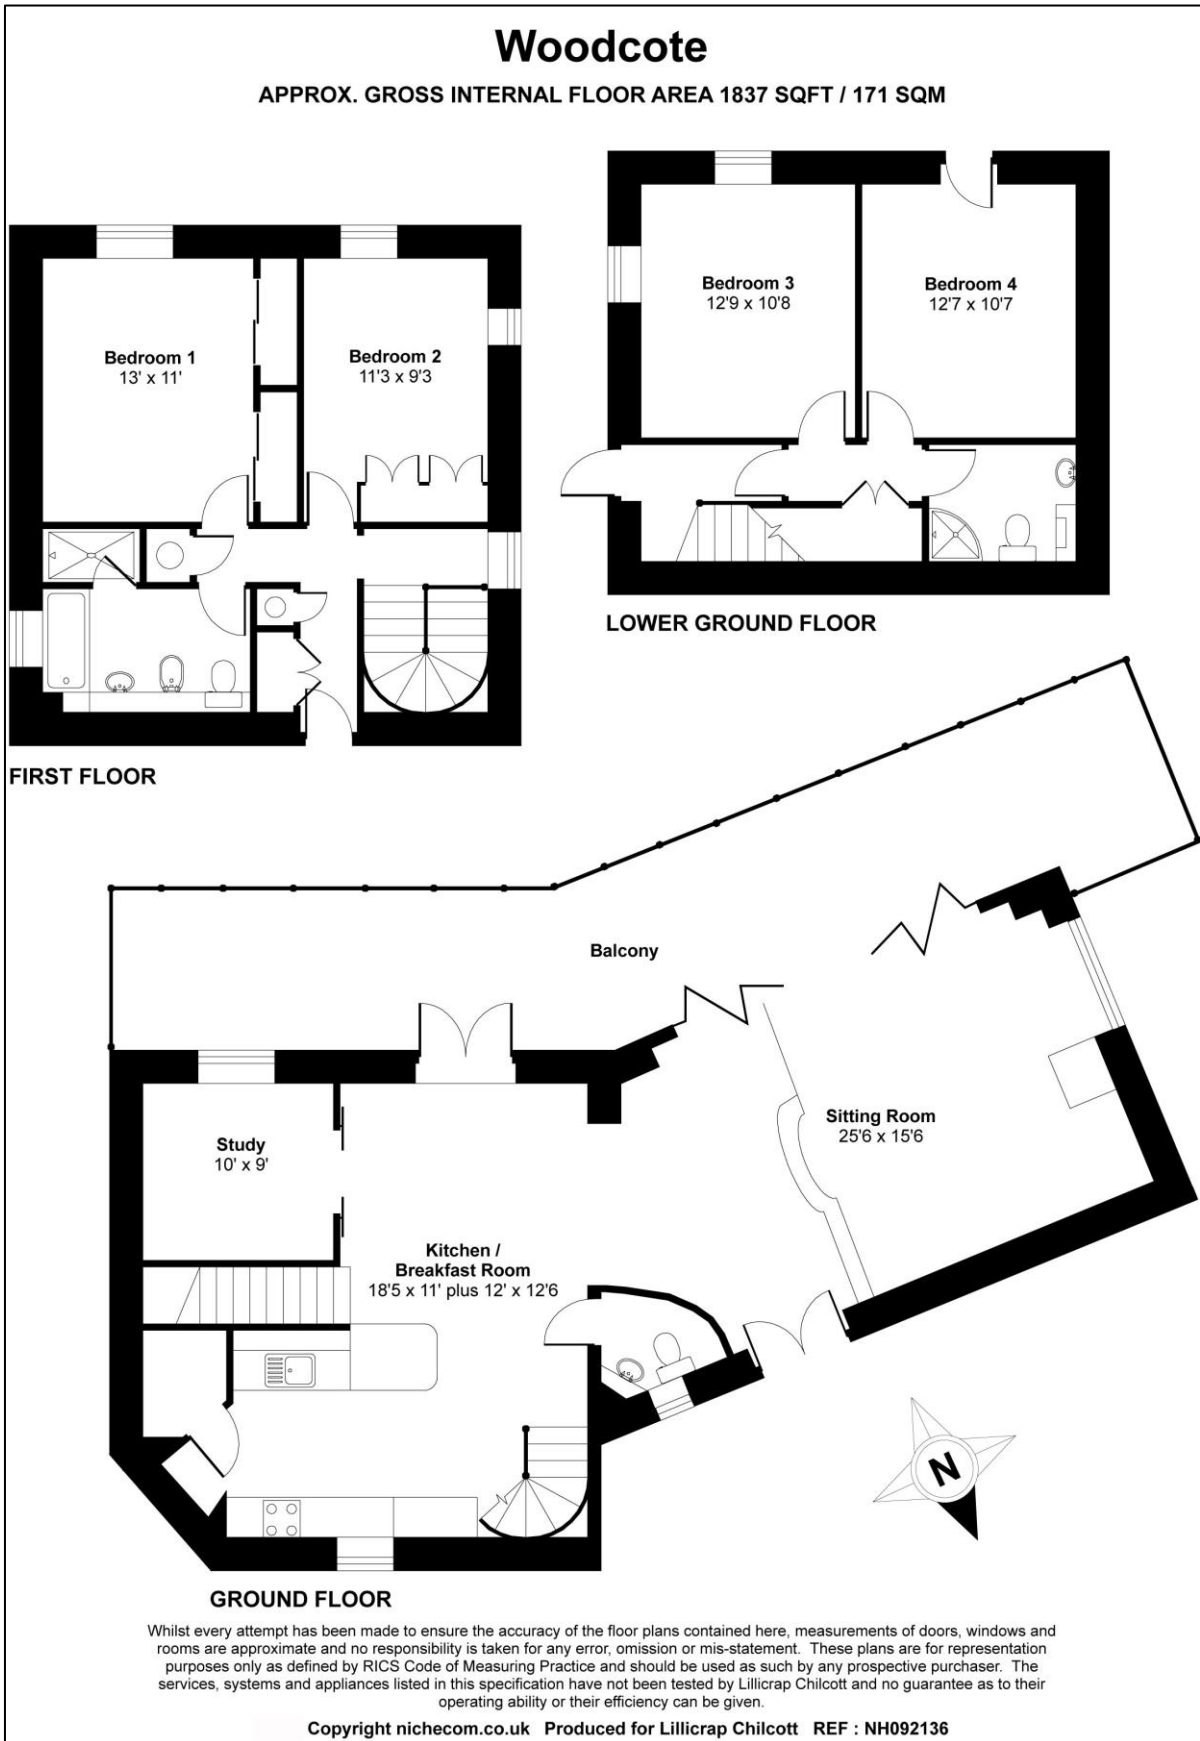 Woodcote
APPROX. GROSS INTERNAL FLOOR AREA 1837 SQFT / 171 SQM
Bedroom 1
13' x 11'
Bedroom 2
11'3 x 9'3
FIRST FLOOR
Bedroom 3
12'9 x 10'8
Bedroom 4
12'7 x 10'7
LOWER GROUND FLOOR
Balcony
Study
10' x 9'
Sitting Room
25'6 x 15'6
Kitchen /
Breakfast Room
18'5 x 11' plus 12' x 12'6
N
GROUND FLOOR
Whilst every attempt has been made to ensure the accuracy of the floor plans contained here, measurements of doors, windows and
rooms are approximate and no responsibility is taken for any error, omission or mis-statement. These plans are for representation
purposes only as defined by RICS Code of Measuring Practice and should be used as such by any prospective purchaser. The
services, systems and appliances listed in this specification have not been tested by Lillicrap Chilcott and no guarantee as to their
operating ability or their efficiency can be given.
Copyright nichecom.co.uk Produced for Lillicrap Chilcott REF : NH092136